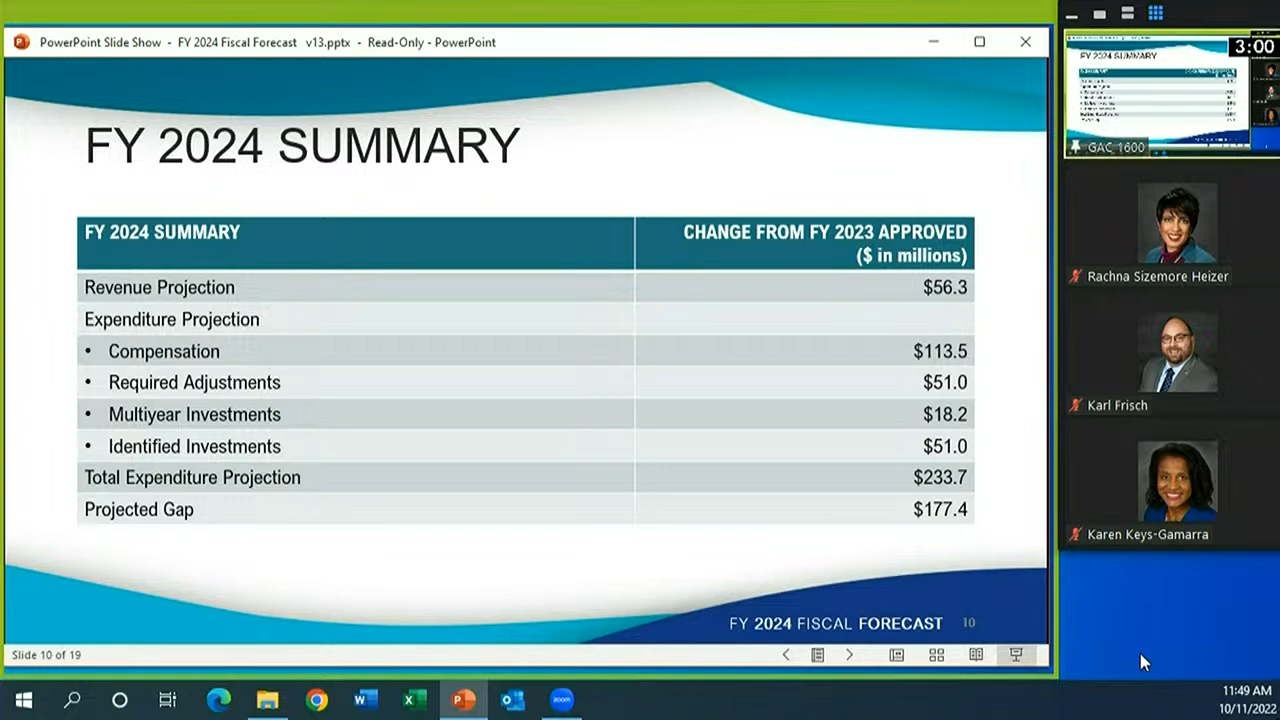 PowerPoint Slide Show - FY 2024 Fiscal Forecast v13.pptx - Read-Only - PowerPoint
FY 2024 SUMMARY
FY 2024 SUMMARY CHANGE FROM FY 2023 APPROVED
($ in millions)
Revenue Projection $56.3
Expenditure Projection
• Compensation $113.5
• Required Adjustments $51.0
• Multiyear Investments $18.2
• Identified Investments $51.0
Total Expenditure Projection $233.7
Projected Gap $177.4
FY 2024 FISCAL FORECAST 10
Slide 10 of 19
3:00
FY 2024 SUMMARY
GAC 1600
Rachna Sizemore Heizer
Karl Frisch
Karen Keys-Gamarra
zoom
11:49 AM
10/11/2022